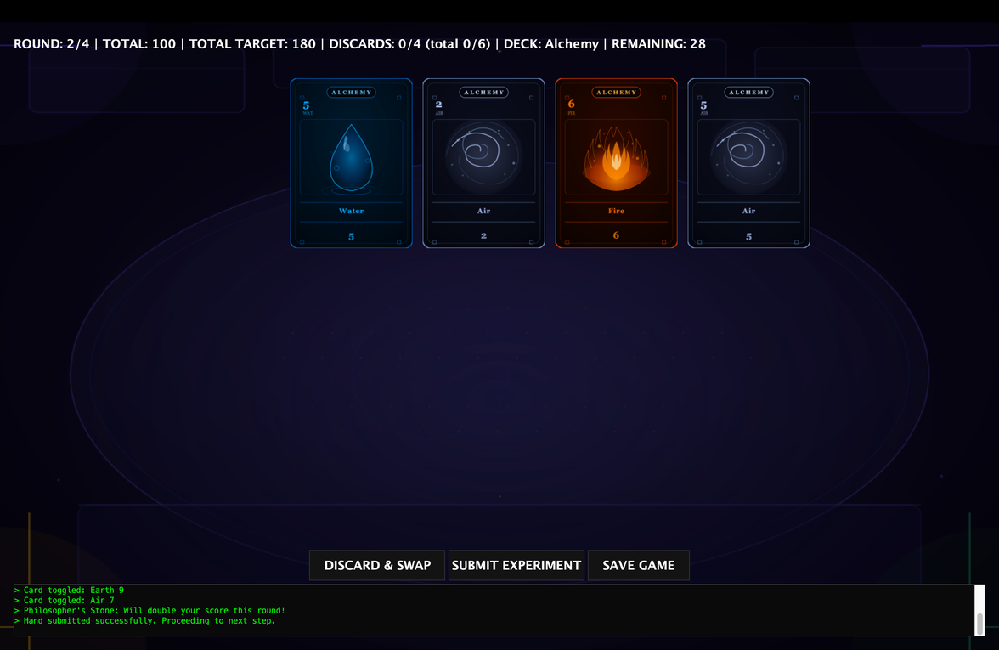 ROUND: 2/4 | TOTAL: 100 | TOTAL TARGET: 180 | DISCARDS: 0/4 (total 0/6) | DECK: Alchemy | REMAINING: 28
ALCHEMY
5
WAT
Water
5
ALCHEMY
2
AIR
Air
2
ALCHEMY
6
FIR
Fire
6
ALCHEMY
5
AIR
Air
5
DISCARD & SWAP
SUBMIT EXPERIMENT
SAVE GAME
> Card toggled: Earth 9
> Card toggled: Air 7
> Philosopher's Stone: Will double your score this round!
> Hand submitted successfully. Proceeding to next step.